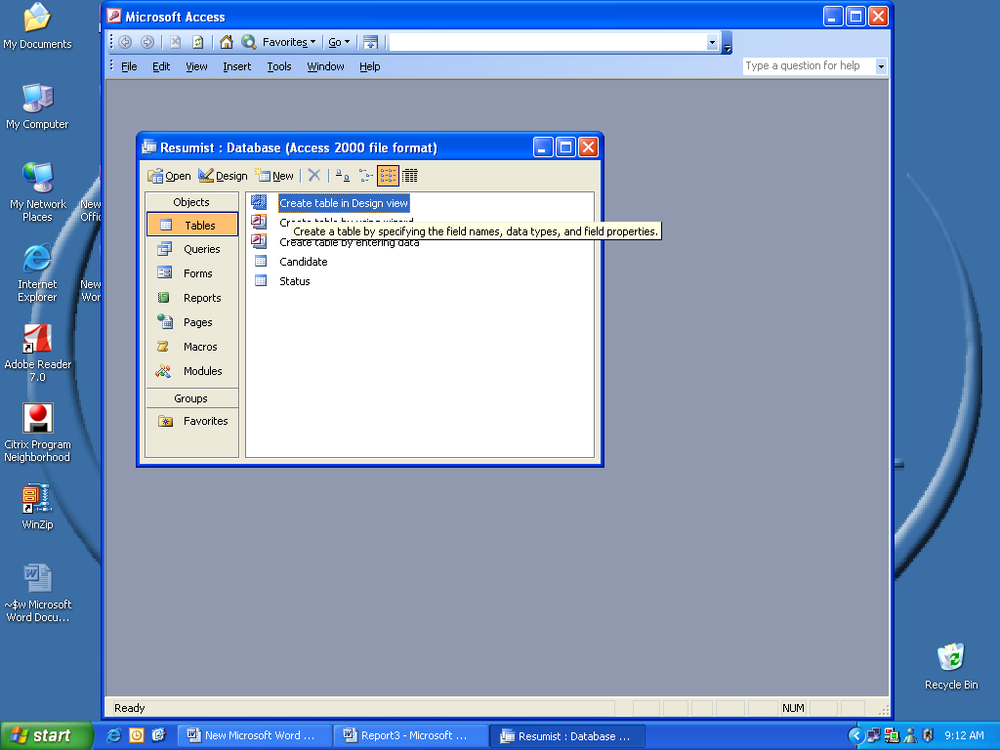 My Documents
My Computer
My Network
Places
New
Offic
Internet
Explorer
New
Wor
Adobe Reader
7.0
Citrix Program
Neighborhood
WinZip
~$w Microsoft
Word Docu...
Microsoft Access
Favorites
Go
File Edit View Insert Tools Window Help
Type a question for help
Resumist : Database (Access 2000 file format)
Open Design New
Objects
Tables
Queries
Forms
Reports
Pages
Macros
Modules
Groups
Favorites
Create table in Design view
Create table by using wizard
Create a table by specifying the field names, data types, and field properties.
Create table by entering data
Candidate
Status
Ready
NUM
Recycle Bin
start
New Microsoft Word ...
Report3 - Microsoft ...
Resumist : Database ...
9:12 AM